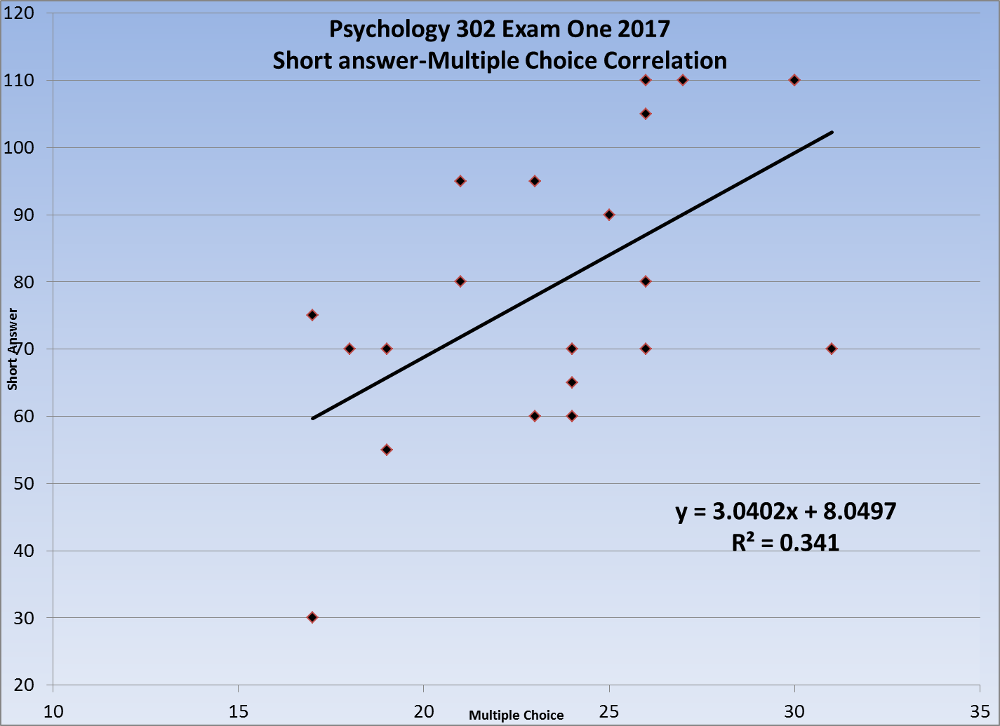 Psychology 302 Exam One 2017
Short answer-Multiple Choice Correlation
120
110
100
90
80
70
60
50
40
30
20
Short Answer
y = 3.0402x + 8.0497
R² = 0.341
10
15
20
25
30
35
Multiple Choice